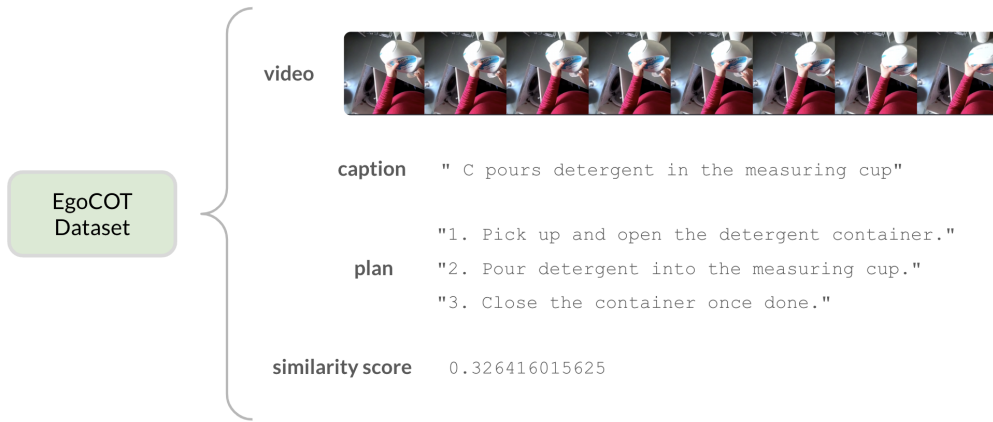 EgoCOT
Dataset
video
caption " C pours detergent in the measuring cup"
"1. Pick up and open the detergent container."
plan "2. Pour detergent into the measuring cup."
"3. Close the container once done."
similarity score 0.326416015625